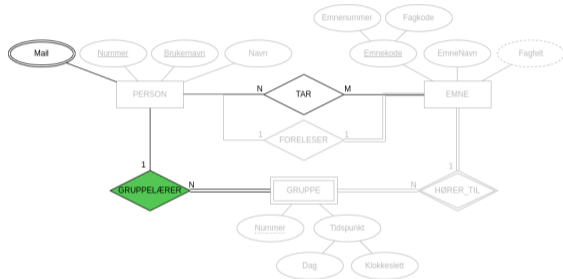 Emnenummer
Fagkode
Mail
Nummer
Brukernavn
Navn
Emnekode
EmneNavn
Fagfelt
PERSON
N
TAR
M
EMNE
1
FORELESER
1
1
1
GRUPPELÆRER
N
GRUPPE
N
HØRER_TIL
Nummer
Tidspunkt
Dag
Klokkeslett